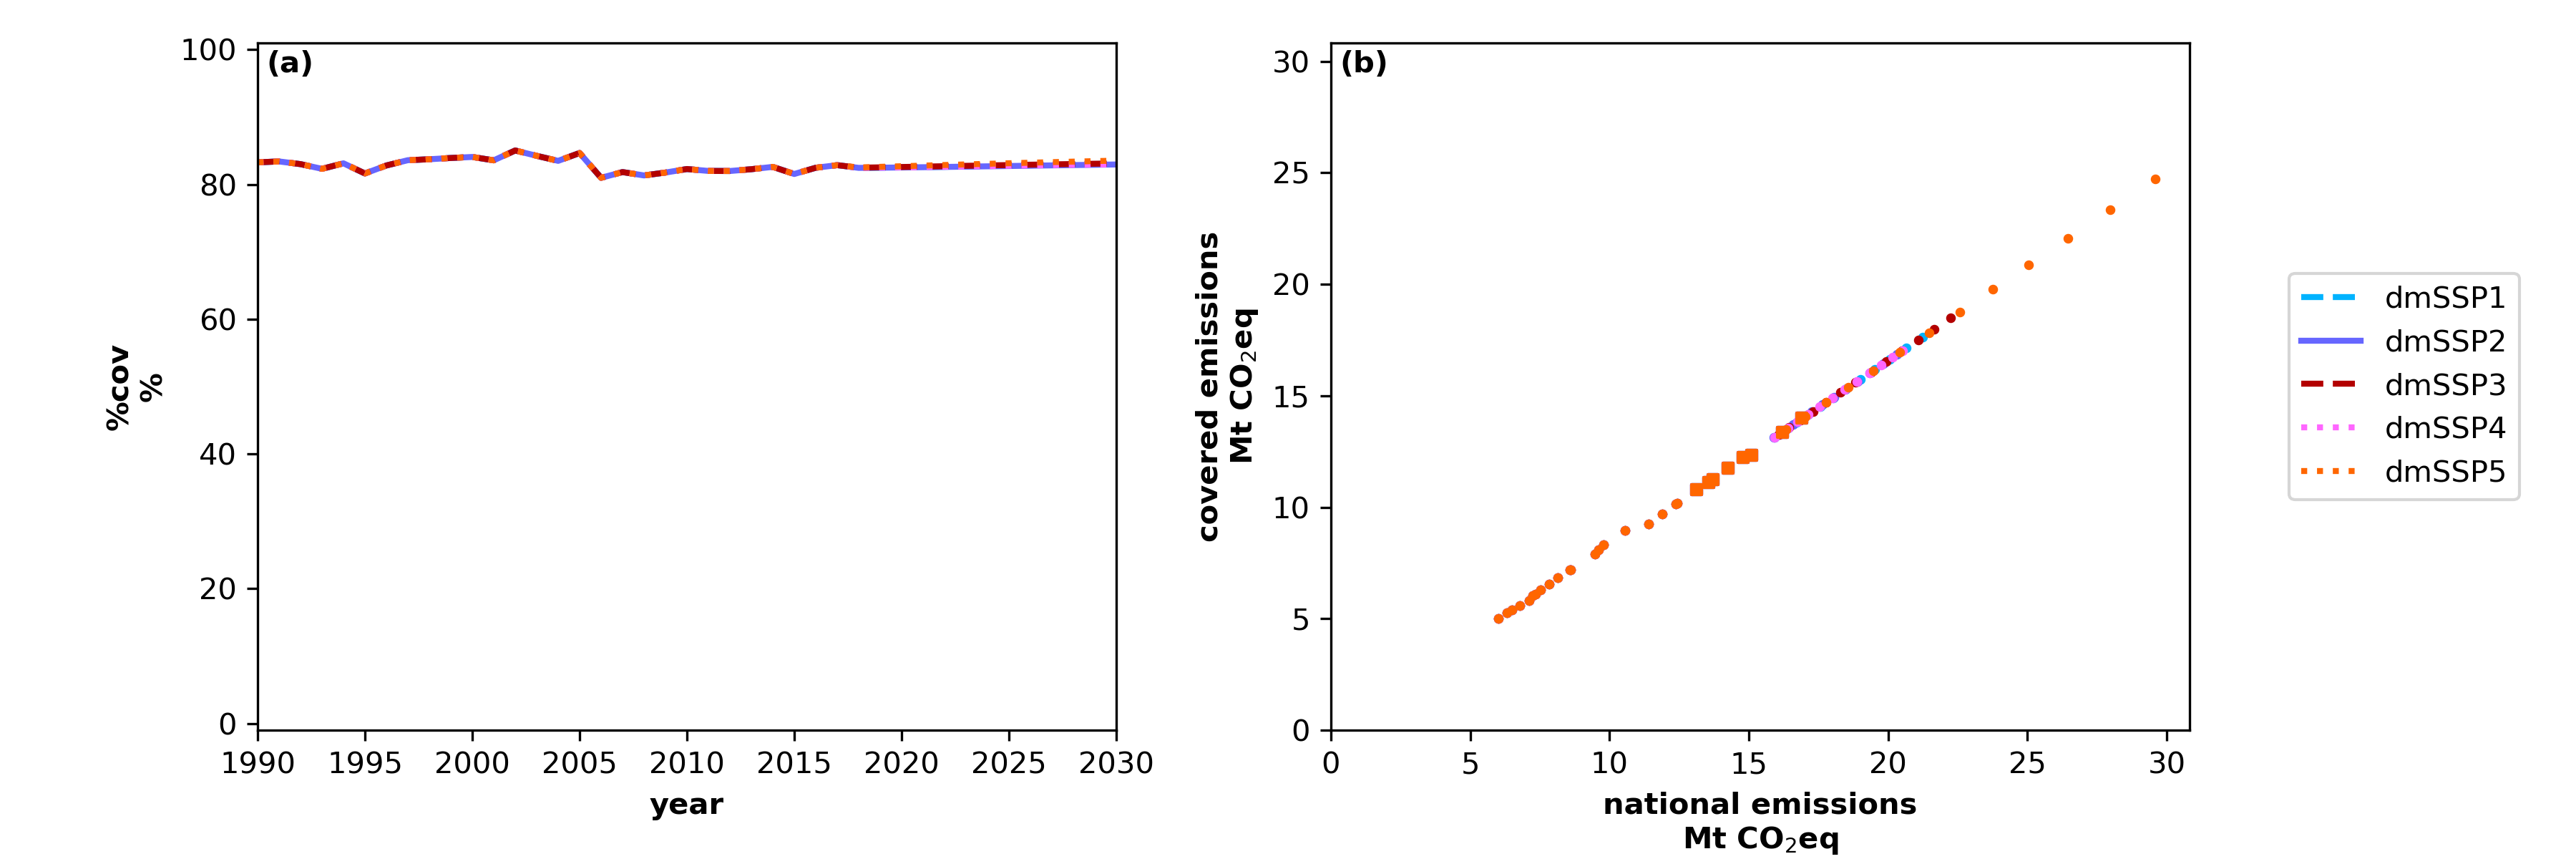 (a)
100
80
60
40
20
0
%cov
%
1990 1995 2000 2005 2010 2015 2020 2025 2030
year
(b)
30
25
20
15
10
5
0
covered emissions
Mt CO₂eq
0 5 10 15 20 25 30
national emissions
Mt CO₂eq
dmSSP1
dmSSP2
dmSSP3
dmSSP4
dmSSP5